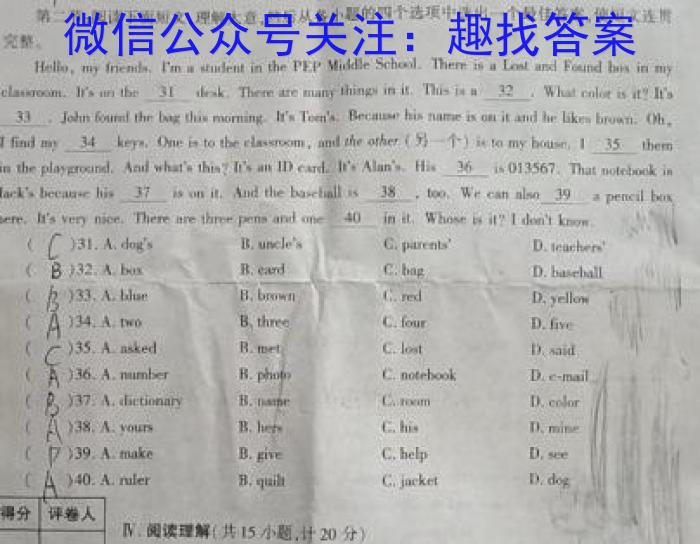 微信公众号关注：趣找答案
完整。
Hello, my friends. I'm a student in the PEP Middle School. There is a Lost and Found box in my
classroom. It's on the 31 desk. There are many things in it. This is a 32 . What color is it? It's
33 . John found the bag this morning. It's Tom's. Because his name is on it and he likes brown. Oh,
I find my 34 keys. One is to the classroom, and the other (另一个) is to my house. I 35 them
in the playground. And what's this? It's an ID card. It's Alan's. His 36 is 013567. That notebook is
Jack's because his 37 is on it. And the baseball is 38 , too. We can also 39 a pencil box
here. It's very nice. There are three pens and one 40 in it. Whose is it? I don't know.
( C )31. A. dog's B. uncle's C. parents' D. teachers'
( B )32. A. box B. card C. bag D. baseball
( B )33. A. blue B. brown C. red D. yellow
( A )34. A. two B. three C. four D. five
( C )35. A. asked B. met C. lost D. said
( A )36. A. number B. photo C. notebook D. e-mail
( B )37. A. dictionary B. name C. room D. color
( A )38. A. yours B. hers C. his D. mine
( D )39. A. make B. give C. help D. see
( A )40. A. ruler B. quilt C. jacket D. dog
得分 评卷人
Ⅳ. 阅读理解(共15小题,计20分)